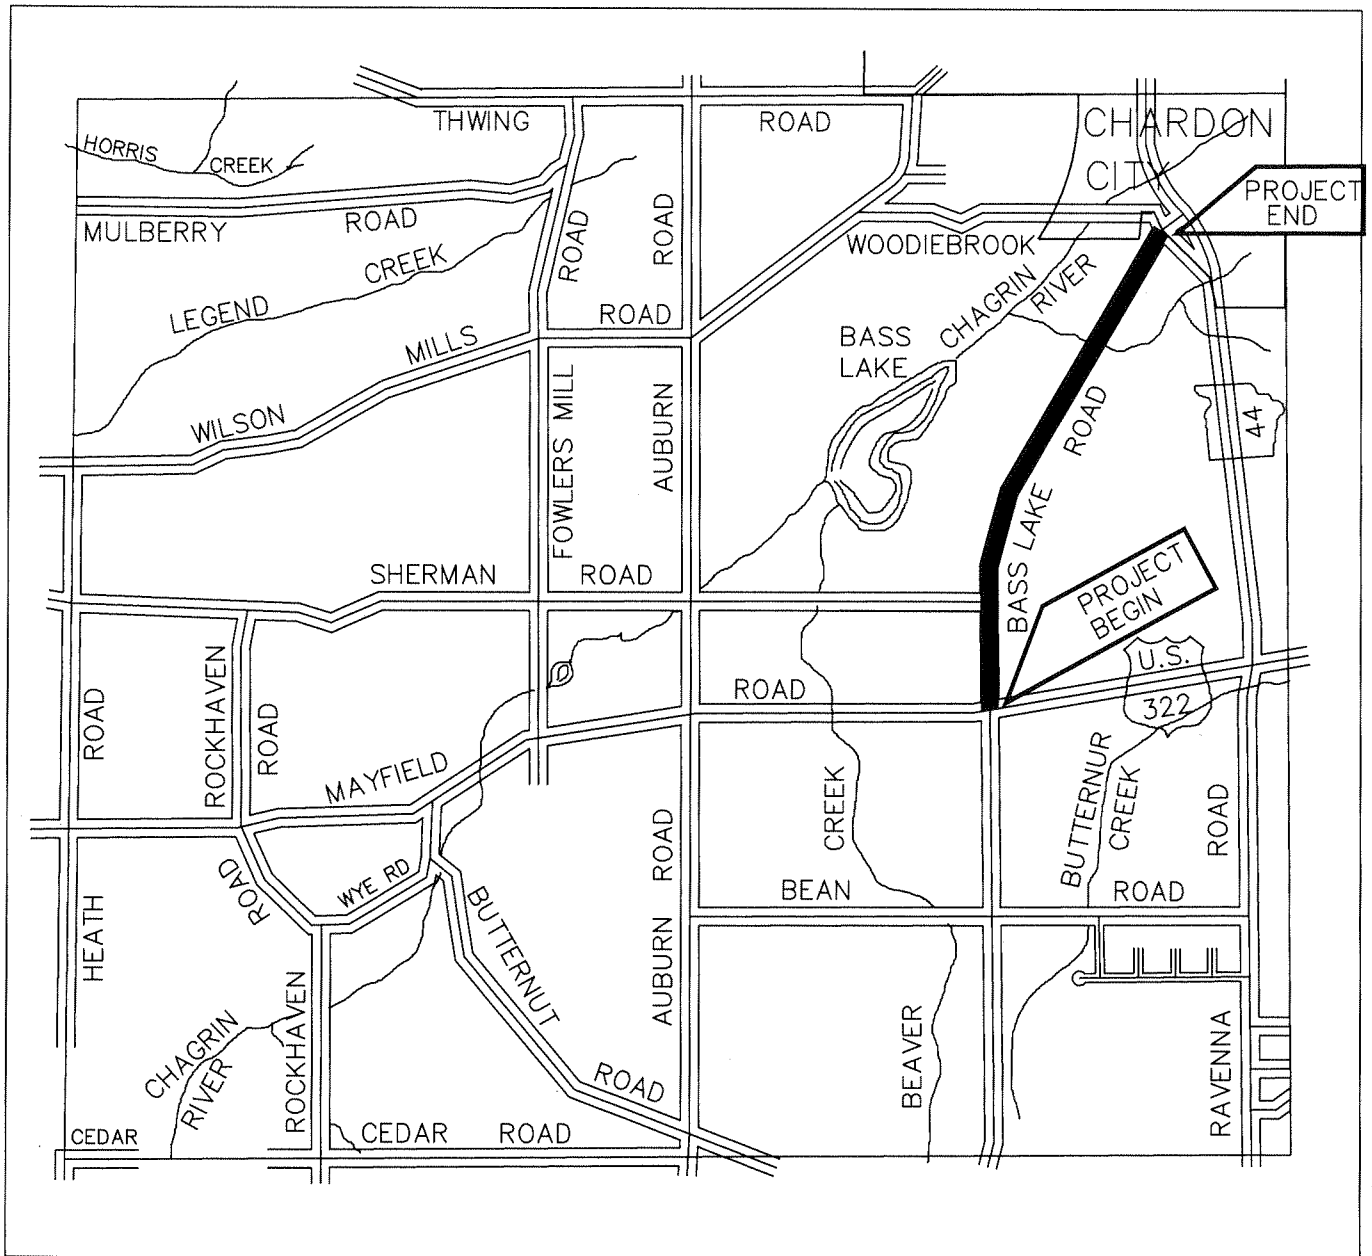 THWING
ROAD
CHARDON
CITY
HORRIS
CREEK
PROJECT
END
MULBERRY
ROAD
ROAD
ROAD
WOODIEBROOK
LEGEND
CREEK
CHAGRIN
RIVER
ROAD
BASS
LAKE
WILSON
MILLS
FOWLERS MILL
AUBURN
BASS LAKE
ROAD
44
SHERMAN
ROAD
PROJECT
BEGIN
U.S.
322
ROAD
ROAD
ROCKHAVEN
ROAD
MAYFIELD
CREEK
BUTTERNUR
CREEK
ROAD
ROAD
WYE RD
ROAD
BEAN
ROAD
HEATH
BUTTERNUT
AUBURN
ROCKHAVEN
CHAGRIN
RIVER
ROAD
BEAVER
RAVENNA
CEDAR
CEDAR
ROAD